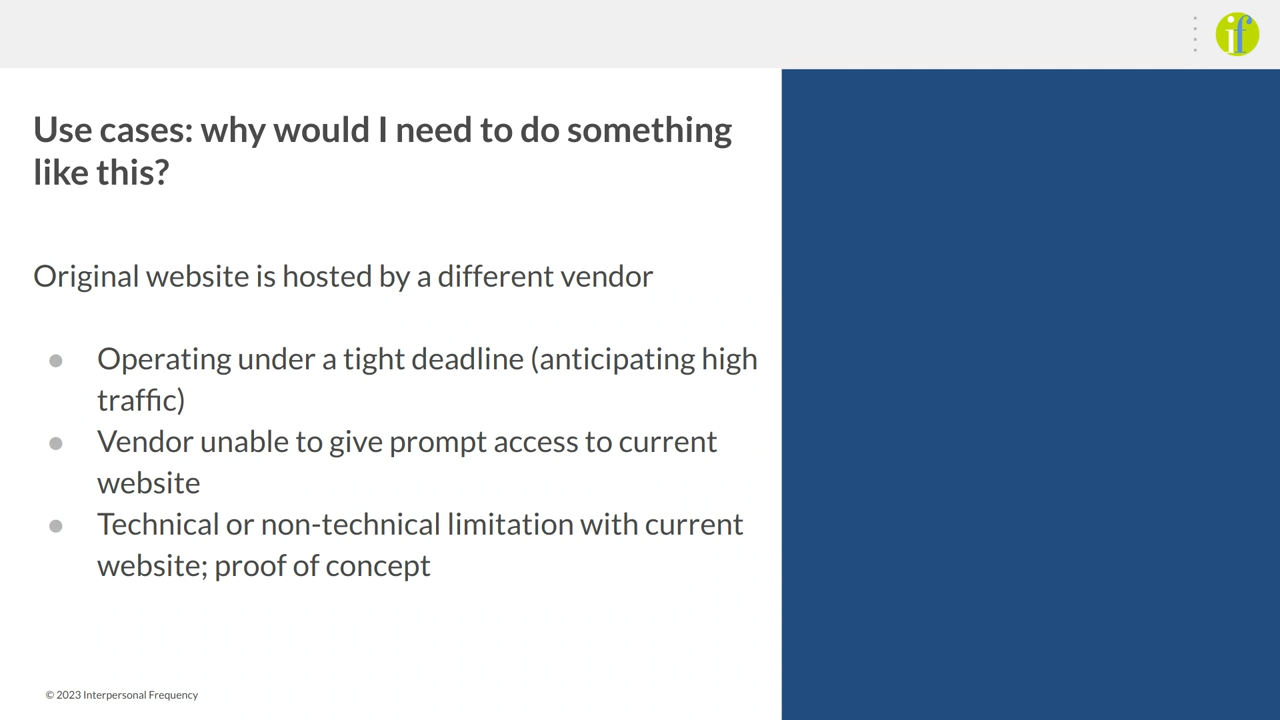 if
Use cases: why would I need to do something
like this?
Original website is hosted by a different vendor
● Operating under a tight deadline (anticipating high
traffic)
● Vendor unable to give prompt access to current
website
● Technical or non-technical limitation with current
website; proof of concept
© 2023 Interpersonal Frequency